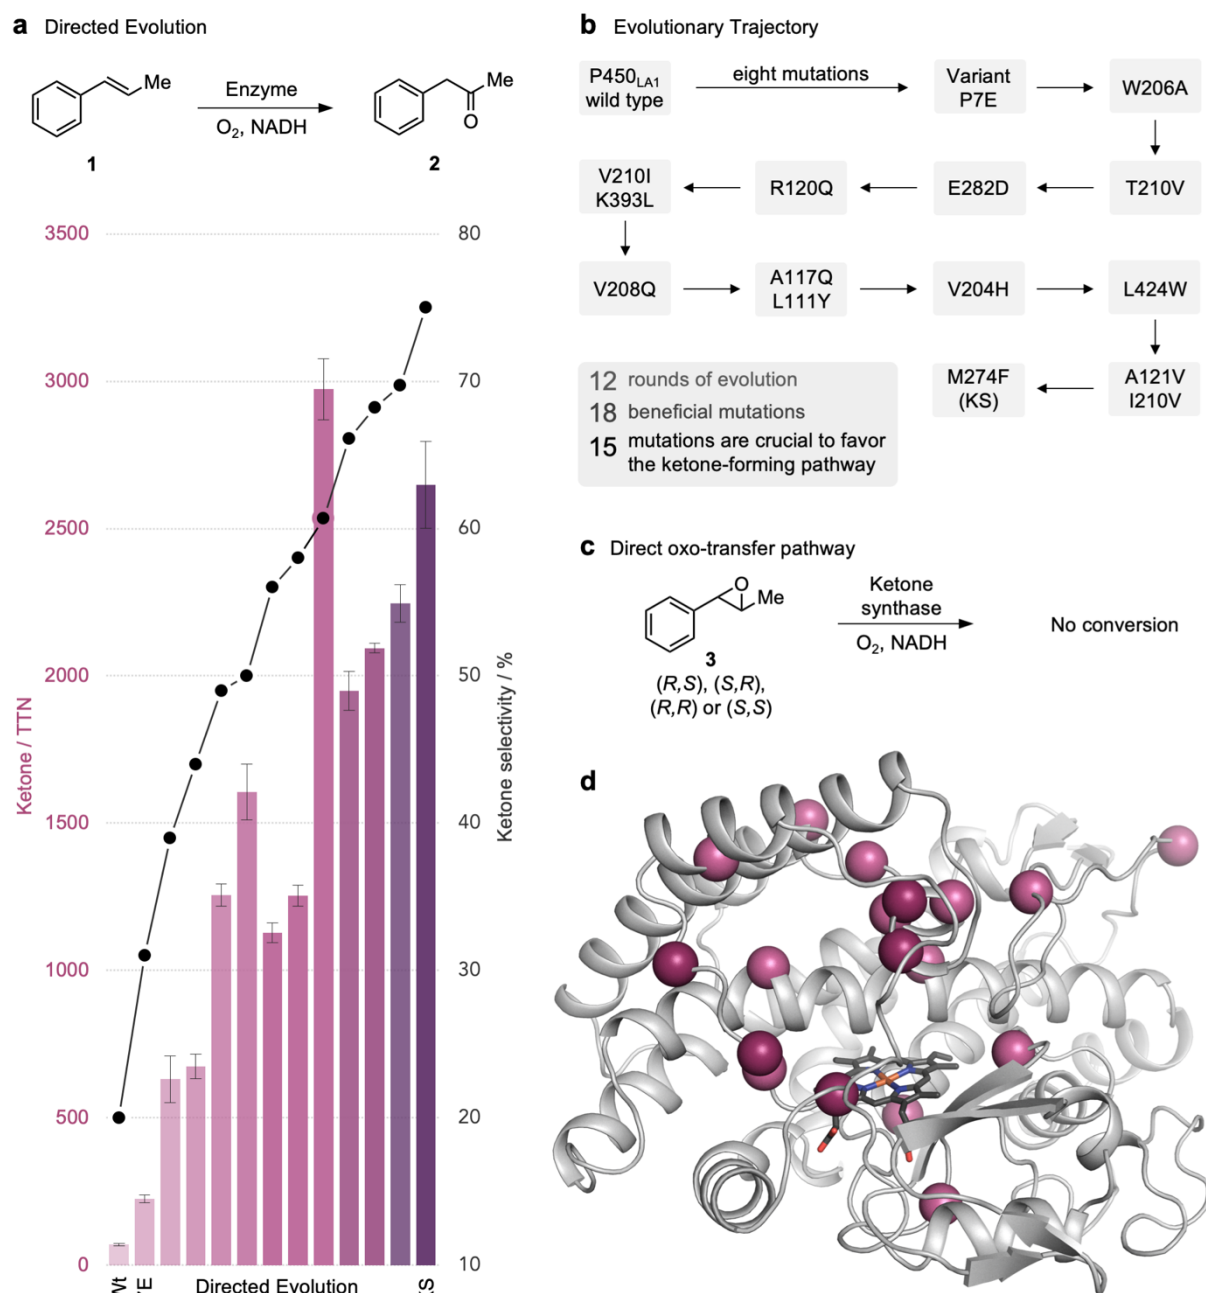 a Directed Evolution
Me
Enzyme
O₂, NADH
1
Me
O
2
3500
3000
2500
2000
1500
1000
500
0
Ketone / TTN
80
70
60
50
40
30
20
10
Ketone selectivity / %
Directed Evolution
b Evolutionary Trajectory
P450LA1
wild type
eight mutations
Variant
P7E
W206A
V210I
K393L
R120Q
E282D
T210V
V208Q
A117Q
L111Y
V204H
L424W
12 rounds of evolution
18 beneficial mutations
15 mutations are crucial to favor
the ketone-forming pathway
M274F
(KS)
A121V
I210V
c Direct oxo-transfer pathway
O
Me
3
(R,S), (S,R),
(R,R) or (S,S)
Ketone
synthase
O₂, NADH
No conversion
d